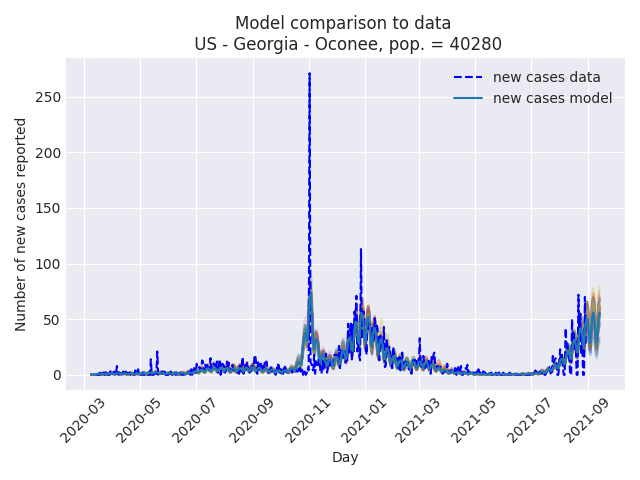 Model comparison to data
US - Georgia - Oconee, pop. = 40280
new cases data
new cases model
Number of new cases reported
250
200
150
100
50
0
2020-03
2020-05
2020-07
2020-09
2020-11
2021-01
2021-03
2021-05
2021-07
2021-09
Day